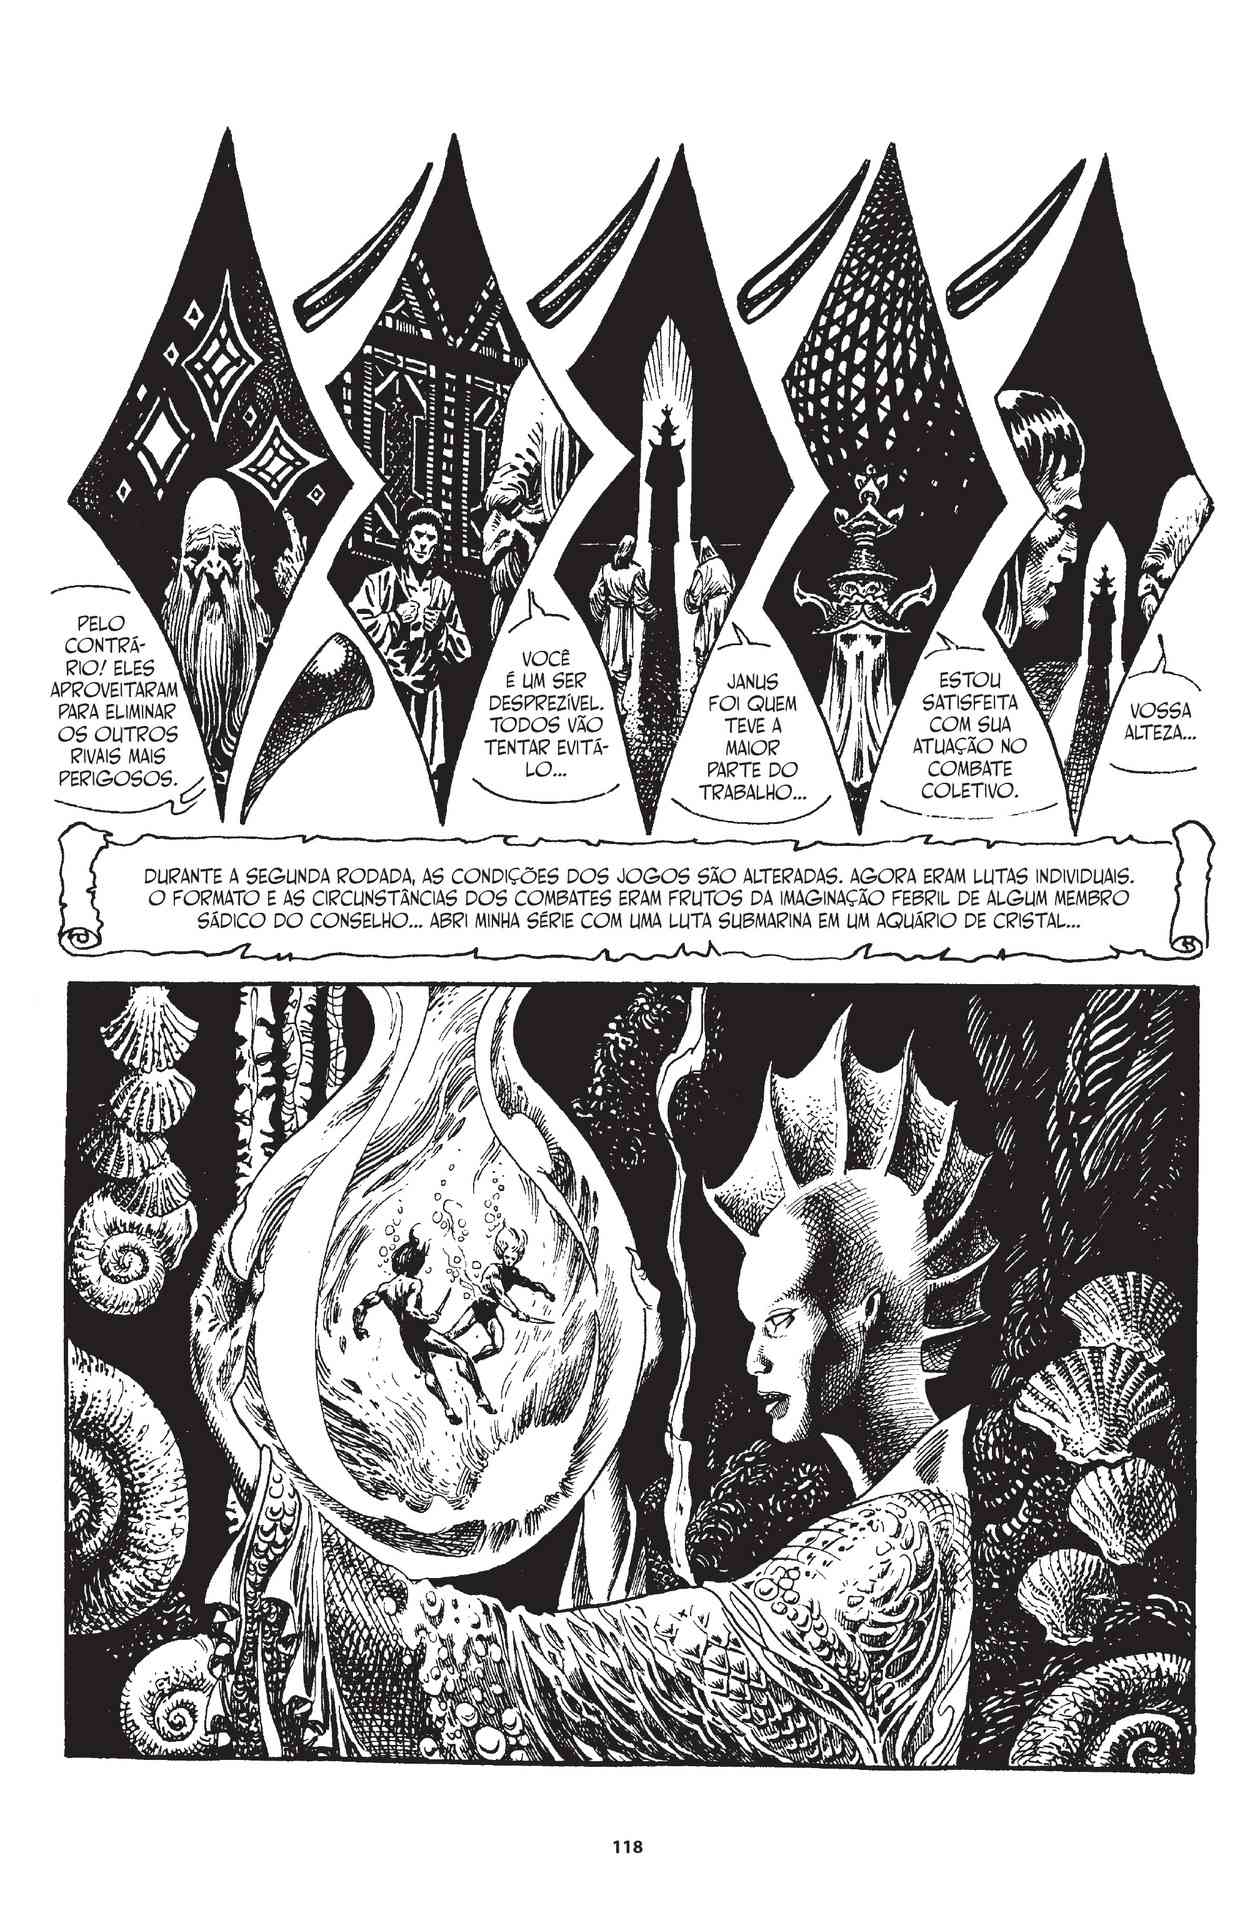 PELO
CONTRÁ-
RIO! ELES
APROVEITARAM
PARA ELIMINAR
OS OUTROS
RIVAIS MAIS
PERIGOSOS.
VOCÊ
É UM SER
DESPREZÍVEL.
TODOS VÃO
TENTAR EVITÁ-
LO...
JANUS
FOI QUEM
TEVE A
MAIOR
PARTE DO
TRABALHO...
ESTOU
SATISFEITA
COM SUA
ATUAÇÃO NO
COMBATE
COLETIVO.
VOSSA
ALTEZA...
DURANTE A SEGUNDA RODADA, AS CONDIÇÕES DOS JOGOS SÃO ALTERADAS. AGORA ERAM LUTAS INDIVIDUAIS.
O FORMATO E AS CIRCUNSTÂNCIAS DOS COMBATES ERAM FRUTOS DA IMAGINAÇÃO FEBRIL DE ALGUM MEMBRO
SÁDICO DO CONSELHO... ABRI MINHA SÉRIE COM UMA LUTA SUBMARINA EM UM AQUÁRIO DE CRISTAL...
118